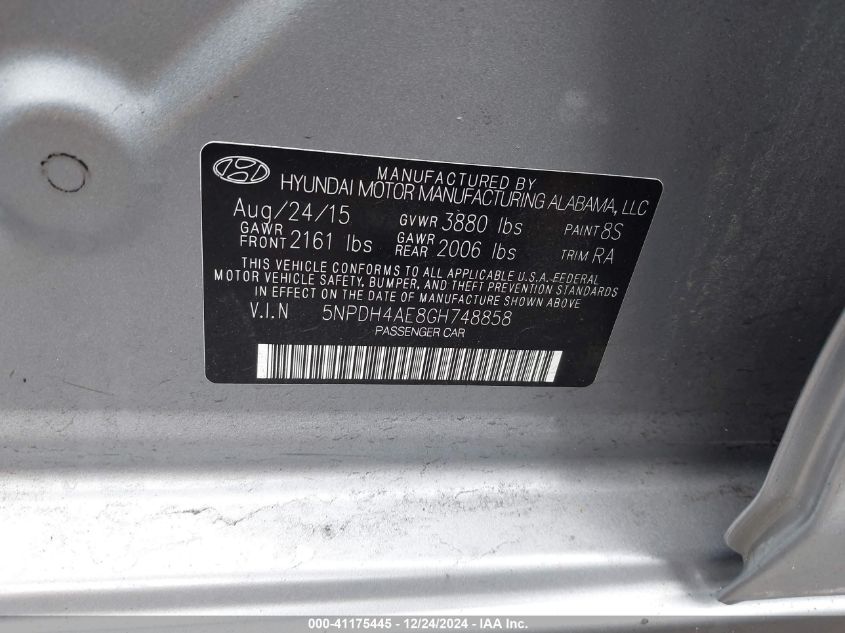 MANUFACTURED BY
HYUNDAI MOTOR MANUFACTURING ALABAMA, LLC
Aug/24/15 GVWR 3880 lbs PAINT 8S
GAWR FRONT 2161 lbs GAWR REAR 2006 lbs TRIM RA
THIS VEHICLE CONFORMS TO ALL APPLICABLE U.S.A. FEDERAL
MOTOR VEHICLE SAFETY, BUMPER, AND THEFT PREVENTION STANDARDS
IN EFFECT ON THE DATE OF MANUFACTURE SHOWN ABOVE
V.I.N 5NPDH4AE8GH748858
PASSENGER CAR
000-41175445 - 12/24/2024 - IAA Inc.